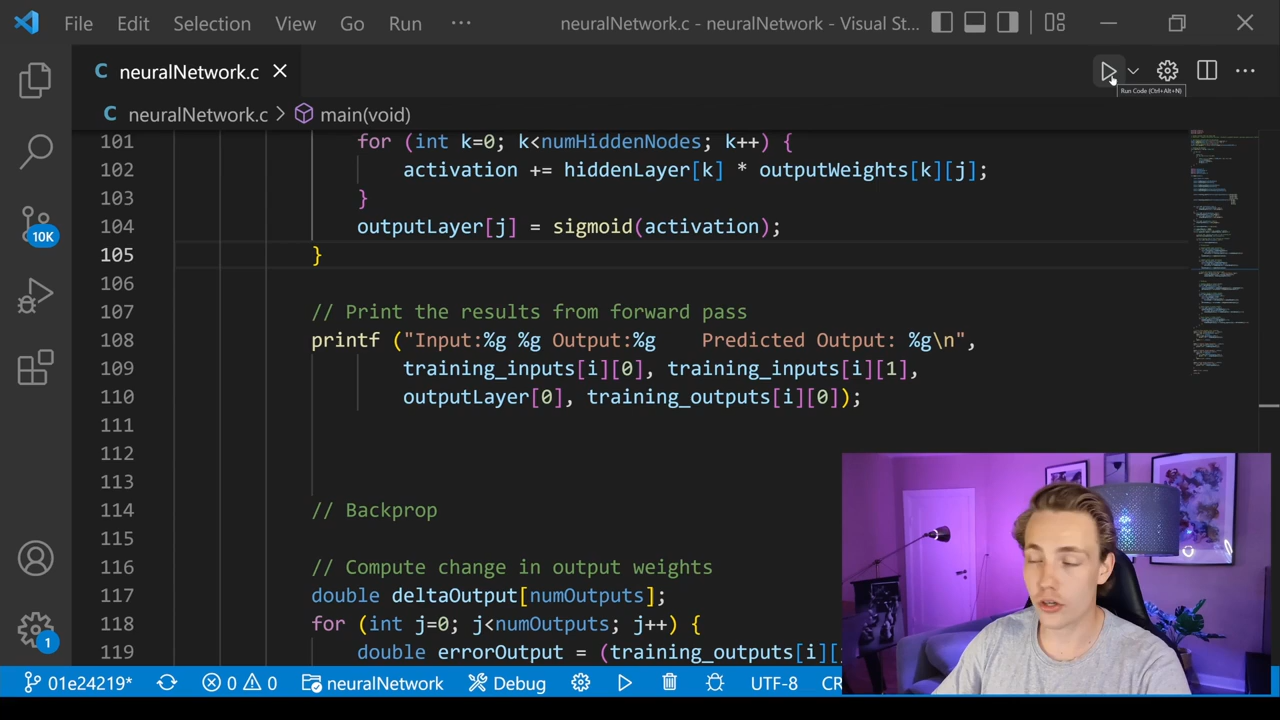 File Edit Selection View Go Run ··· neuralNetwork.c - neuralNetwork - Visual St...
C neuralNetwork.c
Run Code (Ctrl+Alt+N)
C neuralNetwork.c > main(void)
101 for (int k=0; k<numHiddenNodes; k++) {
102 activation += hiddenLayer[k] * outputWeights[k][j];
103 }
104 outputLayer[j] = sigmoid(activation);
105 }
106
107 // Print the results from forward pass
108 printf ("Input:%g %g Output:%g    Predicted Output: %g\n",
109 training_inputs[i][0], training_inputs[i][1],
110 outputLayer[0], training_outputs[i][0]);
111
112
113
114 // Backprop
115
116 // Compute change in output weights
117 double deltaOutput[numOutputs];
118 for (int j=0; j<numOutputs; j++) {
119 double errorOutput = (training_outputs[i][
10K
1
01e24219* 0 0 neuralNetwork Debug UTF-8 CR